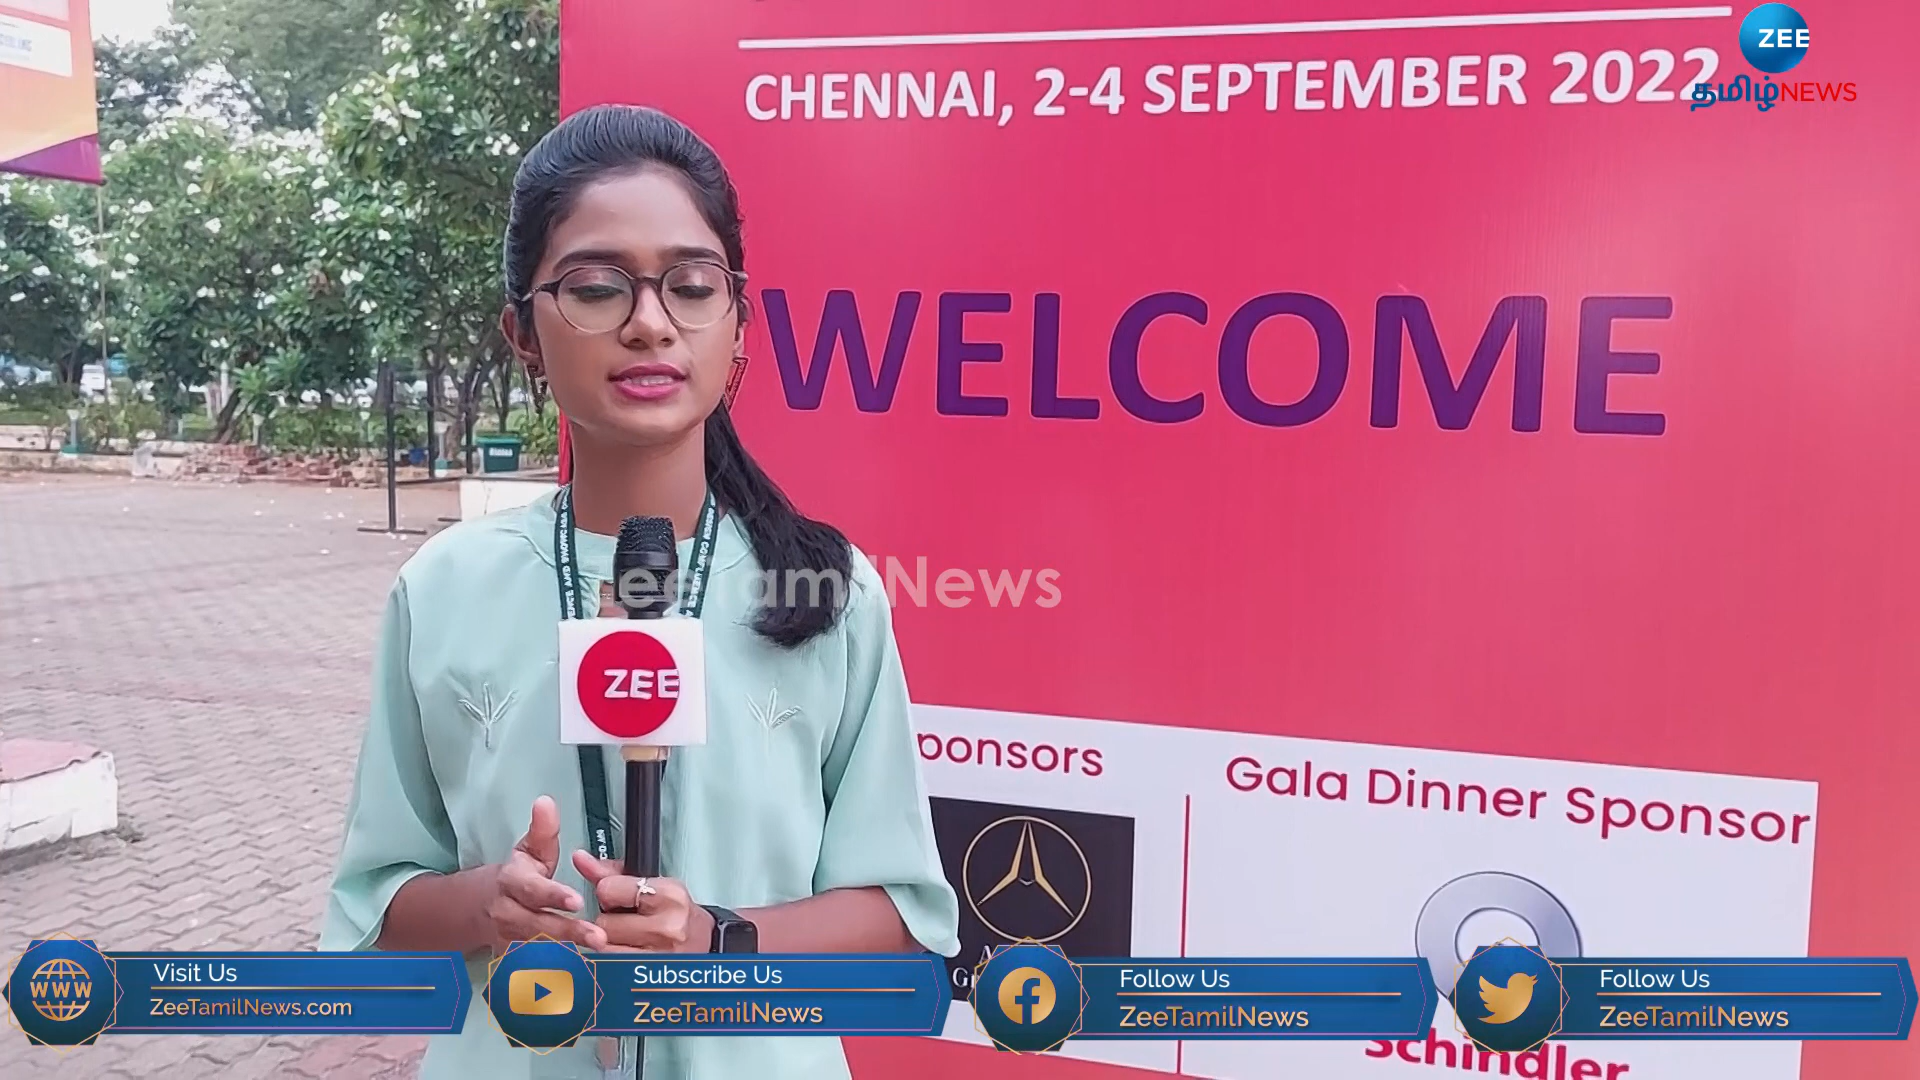 ZEE
தமிழ்NEWS
CHENNAI, 2-4 SEPTEMBER 2022
WELCOME
ZeeTamilNews
ZEE
ponsors
Gala Dinner Sponsor
Schindler
Visit Us
ZeeTamilNews.com
Subscribe Us
ZeeTamilNews
Follow Us
ZeeTamilNews
Follow Us
ZeeTamilNews
WWW